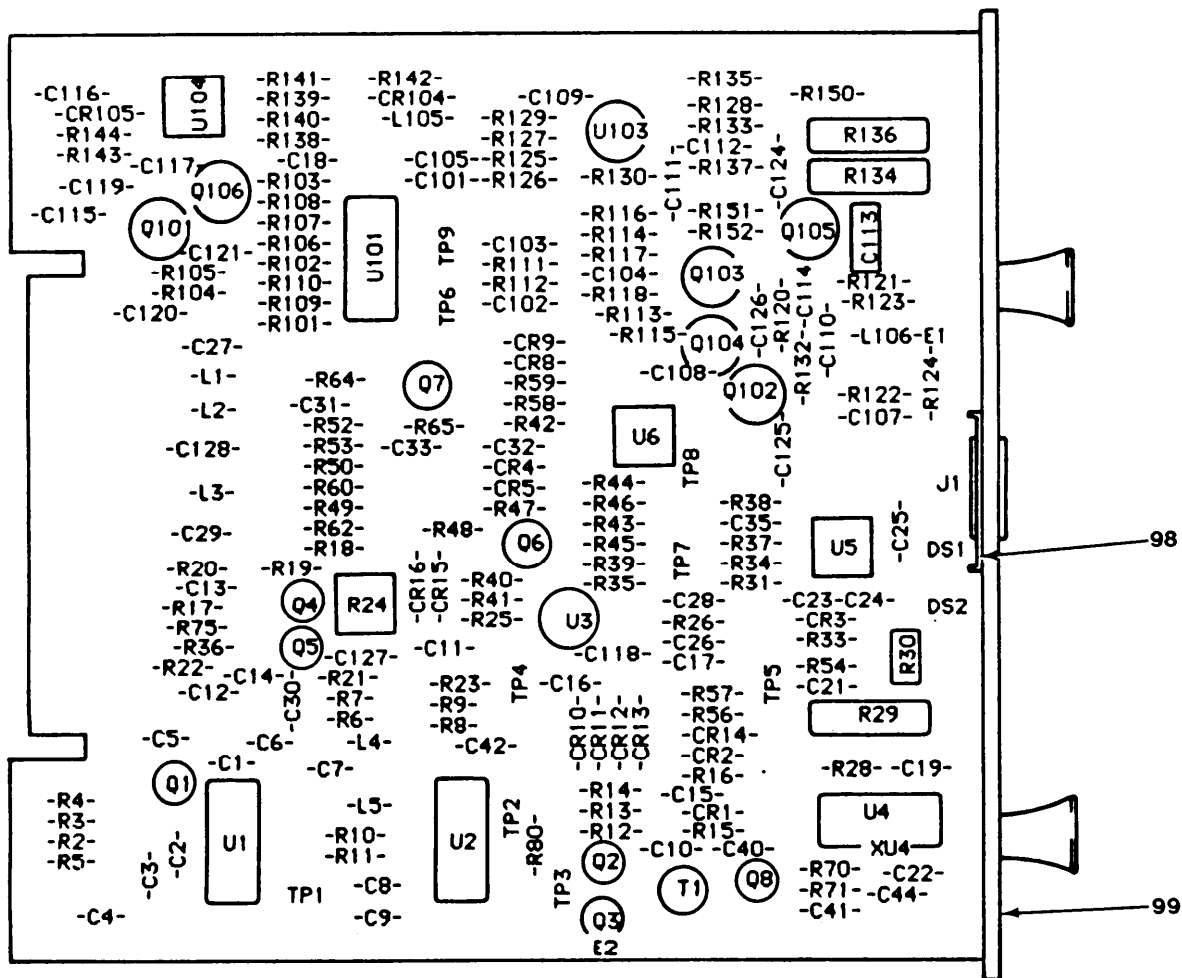 -C116-
-CR105-
-R144-
-R143-
-C117-
-C119-
-C115-
U104
Q106
Q10
-C121-
-R105-
-R104-
-C120-
-R141-
-R139-
-R140-
-R138-
-C18-
-R103-
-R108-
-R107-
-R106-
-R102-
-R110-
-R109-
-R101-
-R142-
-CR104-
-L105-
-C105-
-C101-
U101
TP9
TP6
-C109-
-R129-
-R127-
-R125-
-R126-
-C103-
-R111-
-R112-
-C102-
U103
-R130-
-R116-
-R114-
-R117-
-C104-
-R118-
-R113-
-R115-
-C111-
-R135-
-R128-
-R133-
-C112-
-R137-
-R151-
-R152-
-C124-
-R150-
R136
R134
Q105
C113
Q103
Q104
-C126-
-R120-
-C114-
-R132-
-C110-
-R121-
-R123-
-L106-E1
-R124-
-C108-
Q102
-R122-
-C107-
-C125-
-C27-
-L1-
-L2-
-C128-
-L3-
-C29-
-R64-
-C31-
-R52-
-R53-
-R50-
-R60-
-R49-
-R62-
-R18-
Q7
-R65-
-C33-
-CR9-
-CR8-
-R59-
-R58-
-R42-
-C32-
-CR4-
-CR5-
-R47-
-R48-
Q6
U6
TP8
-R44-
-R46-
-R43-
-R45-
-R39-
-R35-
TP7
-R38-
-C35-
-R37-
-R34-
-R31-
U5
-C25-
J1
DS1
98
DS2
-R20-
-C13-
-R17-
-R75-
-R36-
-R22-
-C12-
-C14-
-R19-
Q4
Q5
R24
-CR16-
-CR15-
-R40-
-R41-
-R25-
U3
-C28-
-R26-
-C26-
-C17-
-C118-
-C23-C24-
-CR3-
-R33-
-R54-
-C21-
R30
R29
-C127-
-C11-
-C30-
-R21-
-R7-
-R6-
-L4-
-R23-
-R9-
-R8-
-C42-
TP4
-C16-
-CR10-
-CR11-
-CR12-
-CR13-
TP5
-R57-
-R56-
-CR14-
-CR2-
-R16-
-C15-
-CR1-
-R15-
-C5-
-C6-
-C1-
-C7-
Q1
-R4-
-R3-
-R2-
-R5-
-C3-
-C2-
-C4-
U1
TP1
-L5-
-R10-
-R11-
-C8-
-C9-
U2
TP2
-R80-
TP3
-R14-
-R13-
-R12-
Q2
Q3
E2
-C10-
T1
-C40-
Q8
-R28-
-C19-
U4
XU4
-R70-
-R71-
-C41-
-C22-
-C44-
99